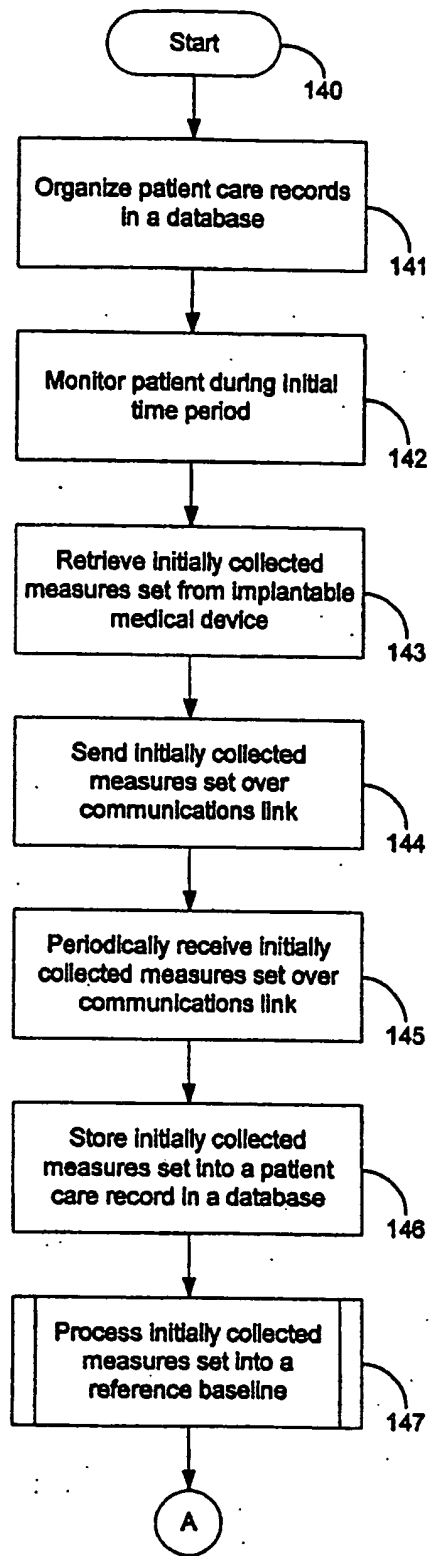 Start
140
Organize patient care records
in a database
141
Monitor patient during initial
time period
142
Retrieve initially collected
measures set from implantable
medical device
143
Send initially collected
measures set over
communications link
144
Periodically receive initially
collected measures set over
communications link
145
Store initially collected
measures set into a patient
care record in a database
146
Process initially collected
measures set into a
reference baseline
147
A